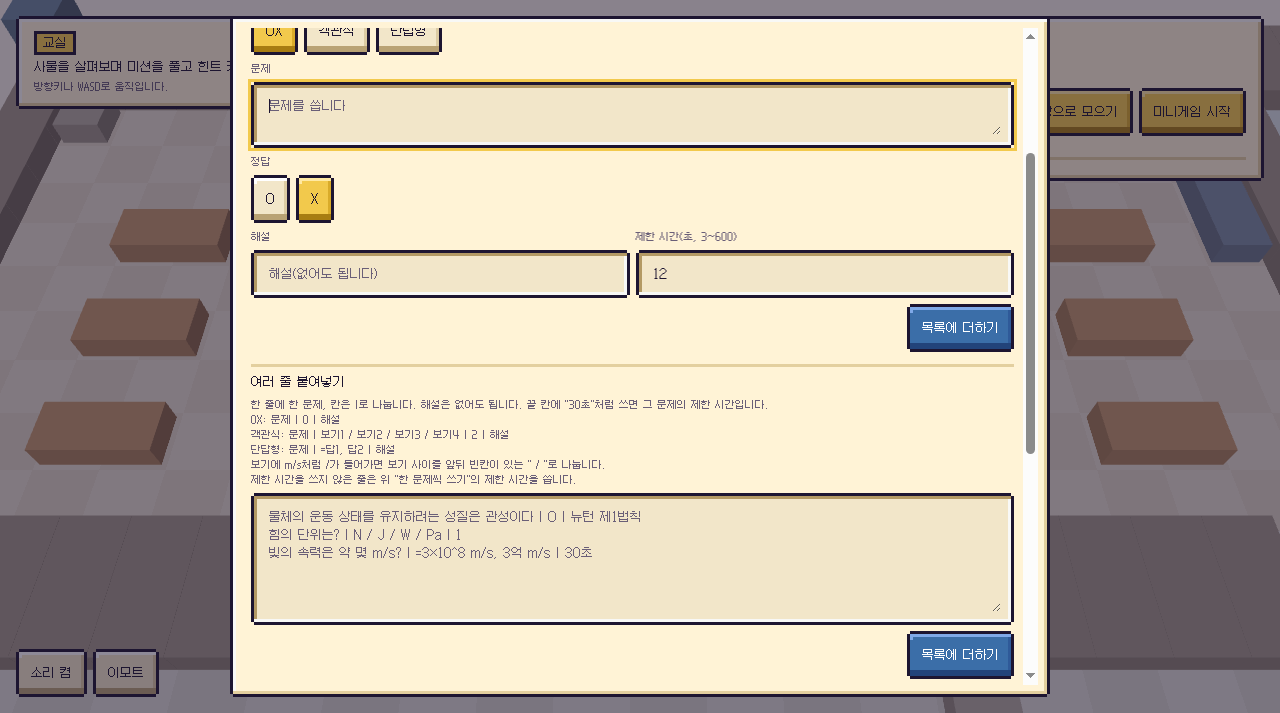 교실
사물을 살펴보며 미션을 풀고 힌트
방향키나 WASD로 움직입니다.
으로 모으기
미니게임 시작
OX
객관식
단답형
문제
문제를 씁니다
정답
O
X
해설
제한 시간(초, 3~600)
해설(없어도 됩니다)
12
목록에 더하기
여러 줄 붙여넣기
한 줄에 한 문제, 칸은 |로 나눕니다. 해설은 없어도 됩니다. 끝 칸에 "30초"처럼 쓰면 그 문제의 제한 시간입니다.
OX: 문제 | O | 해설
객관식: 문제 | 보기1 / 보기2 / 보기3 / 보기4 | 2 | 해설
단답형: 문제 | =답1, 답2 | 해설
보기에 m/s처럼 /가 들어가면 보기 사이를 앞뒤 빈칸이 있는 " / "로 나눕니다.
제한 시간을 쓰지 않은 줄은 위 "한 문제씩 쓰기"의 제한 시간을 씁니다.
물체의 운동 상태를 유지하려는 성질은 관성이다 | O | 뉴턴 제1법칙
힘의 단위는? | N / J / W / Pa | 1
빛의 속력은 약 몇 m/s? | =3×10^8 m/s, 3억 m/s | 30초
목록에 더하기
소리 켬
이모트